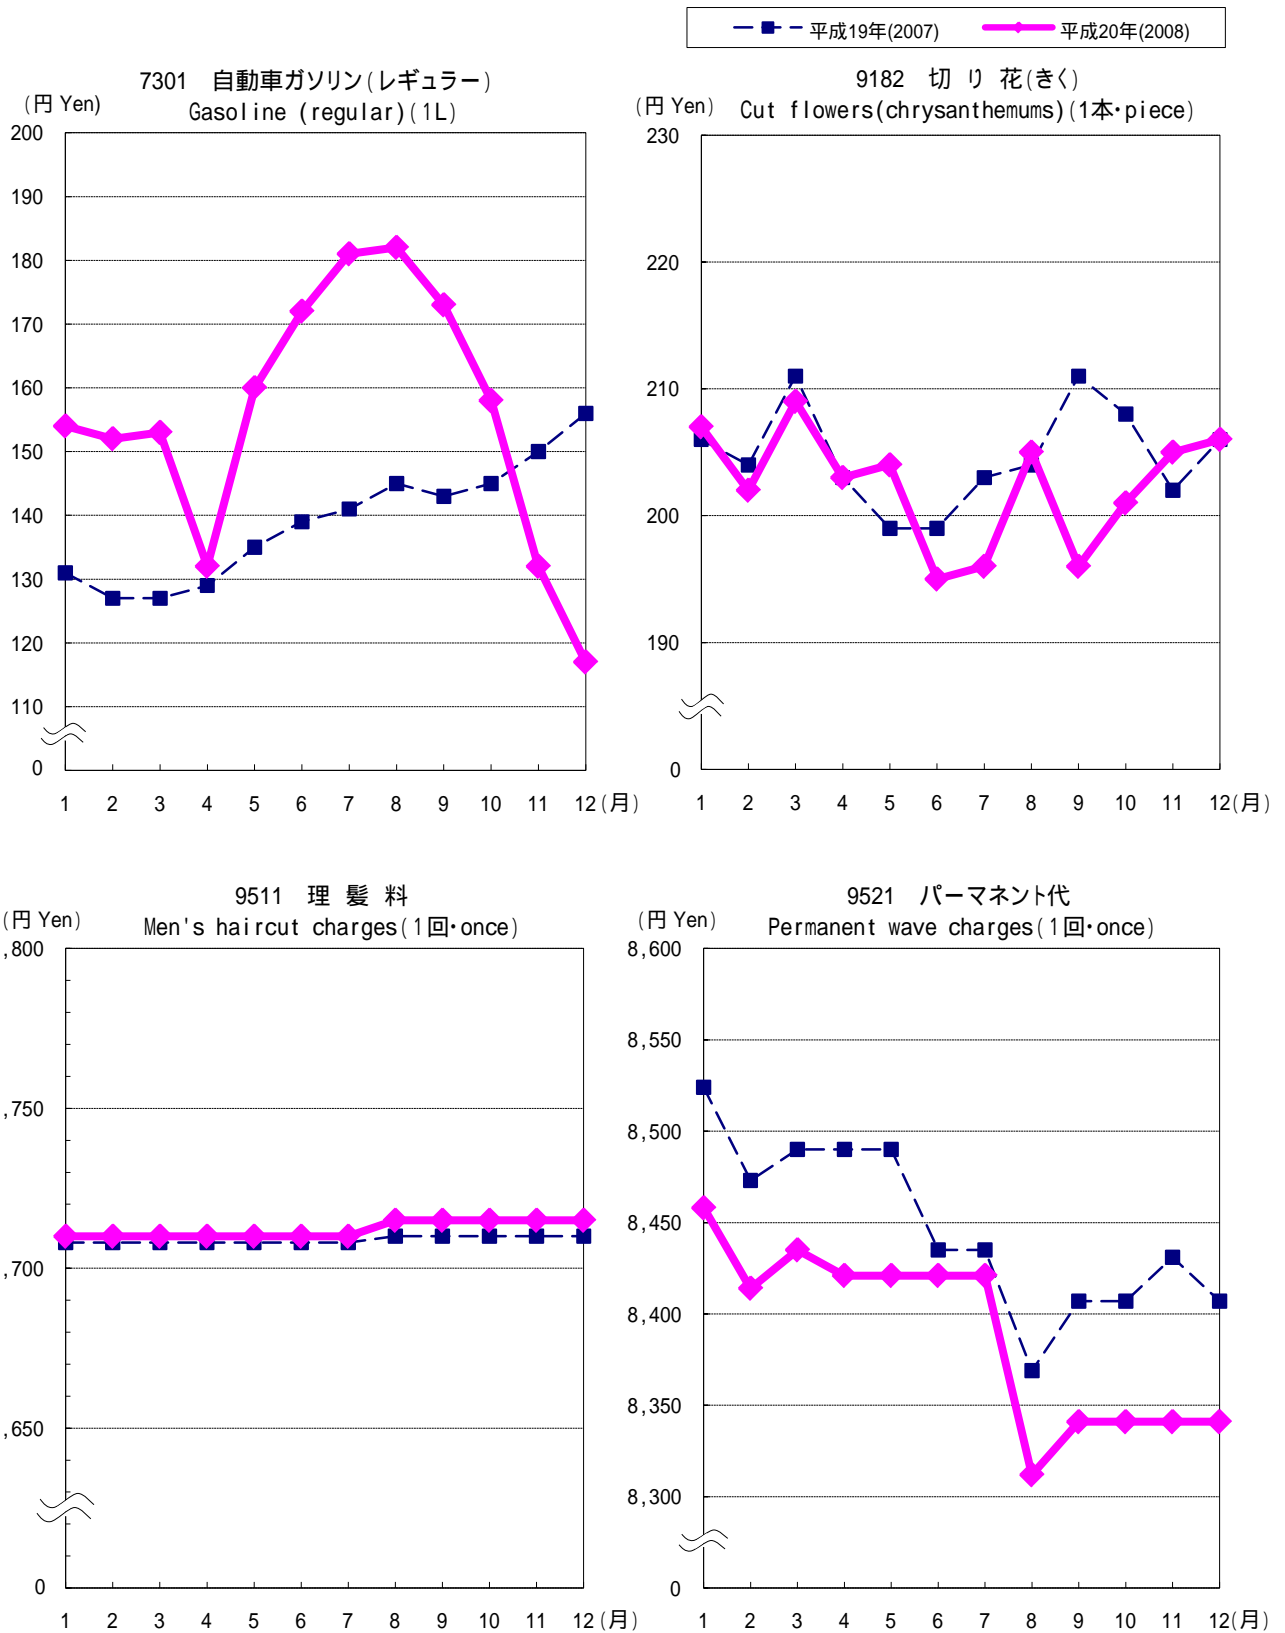 平成19年(2007) 平成20年(2008)
7301 自動車ガソリン(レギュラー)
(円 Yen) Gasoline (regular)(1L)
200
190
180
170
160
150
140
130
120
110
0
1 2 3 4 5 6 7 8 9 10 11 12(月)
9182 切 り 花(きく)
(円 Yen) Cut flowers(chrysanthemums)(1本・piece)
230
220
210
200
190
0
1 2 3 4 5 6 7 8 9 10 11 12(月)
9511 理 髪 料
(円 Yen) Men's haircut charges(1回・once)
,800
,750
,700
,650
0
1 2 3 4 5 6 7 8 9 10 11 12(月)
9521 パーマネント代
(円 Yen) Permanent wave charges(1回・once)
8,600
8,550
8,500
8,450
8,400
8,350
8,300
0
1 2 3 4 5 6 7 8 9 10 11 12(月)